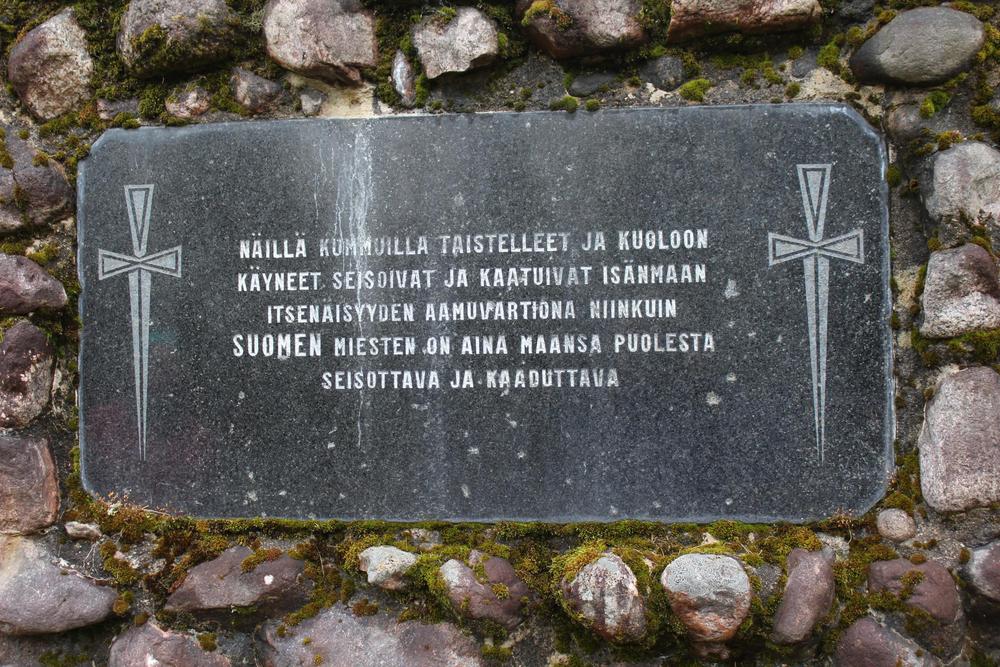 NÄILLÄ KUMMUILLA TAISTELLEET JA KUOLOON
KÄYNEET SEISOIVAT JA KAATUIVAT ISÄNMAAN
ITSENÄISYYDEN AAMUVARTIONA NIINKUIN
SUOMEN MIESTEN ON AINA MAANSA PUOLESTA
SEISOTTAVA JA KAADUTTAVA